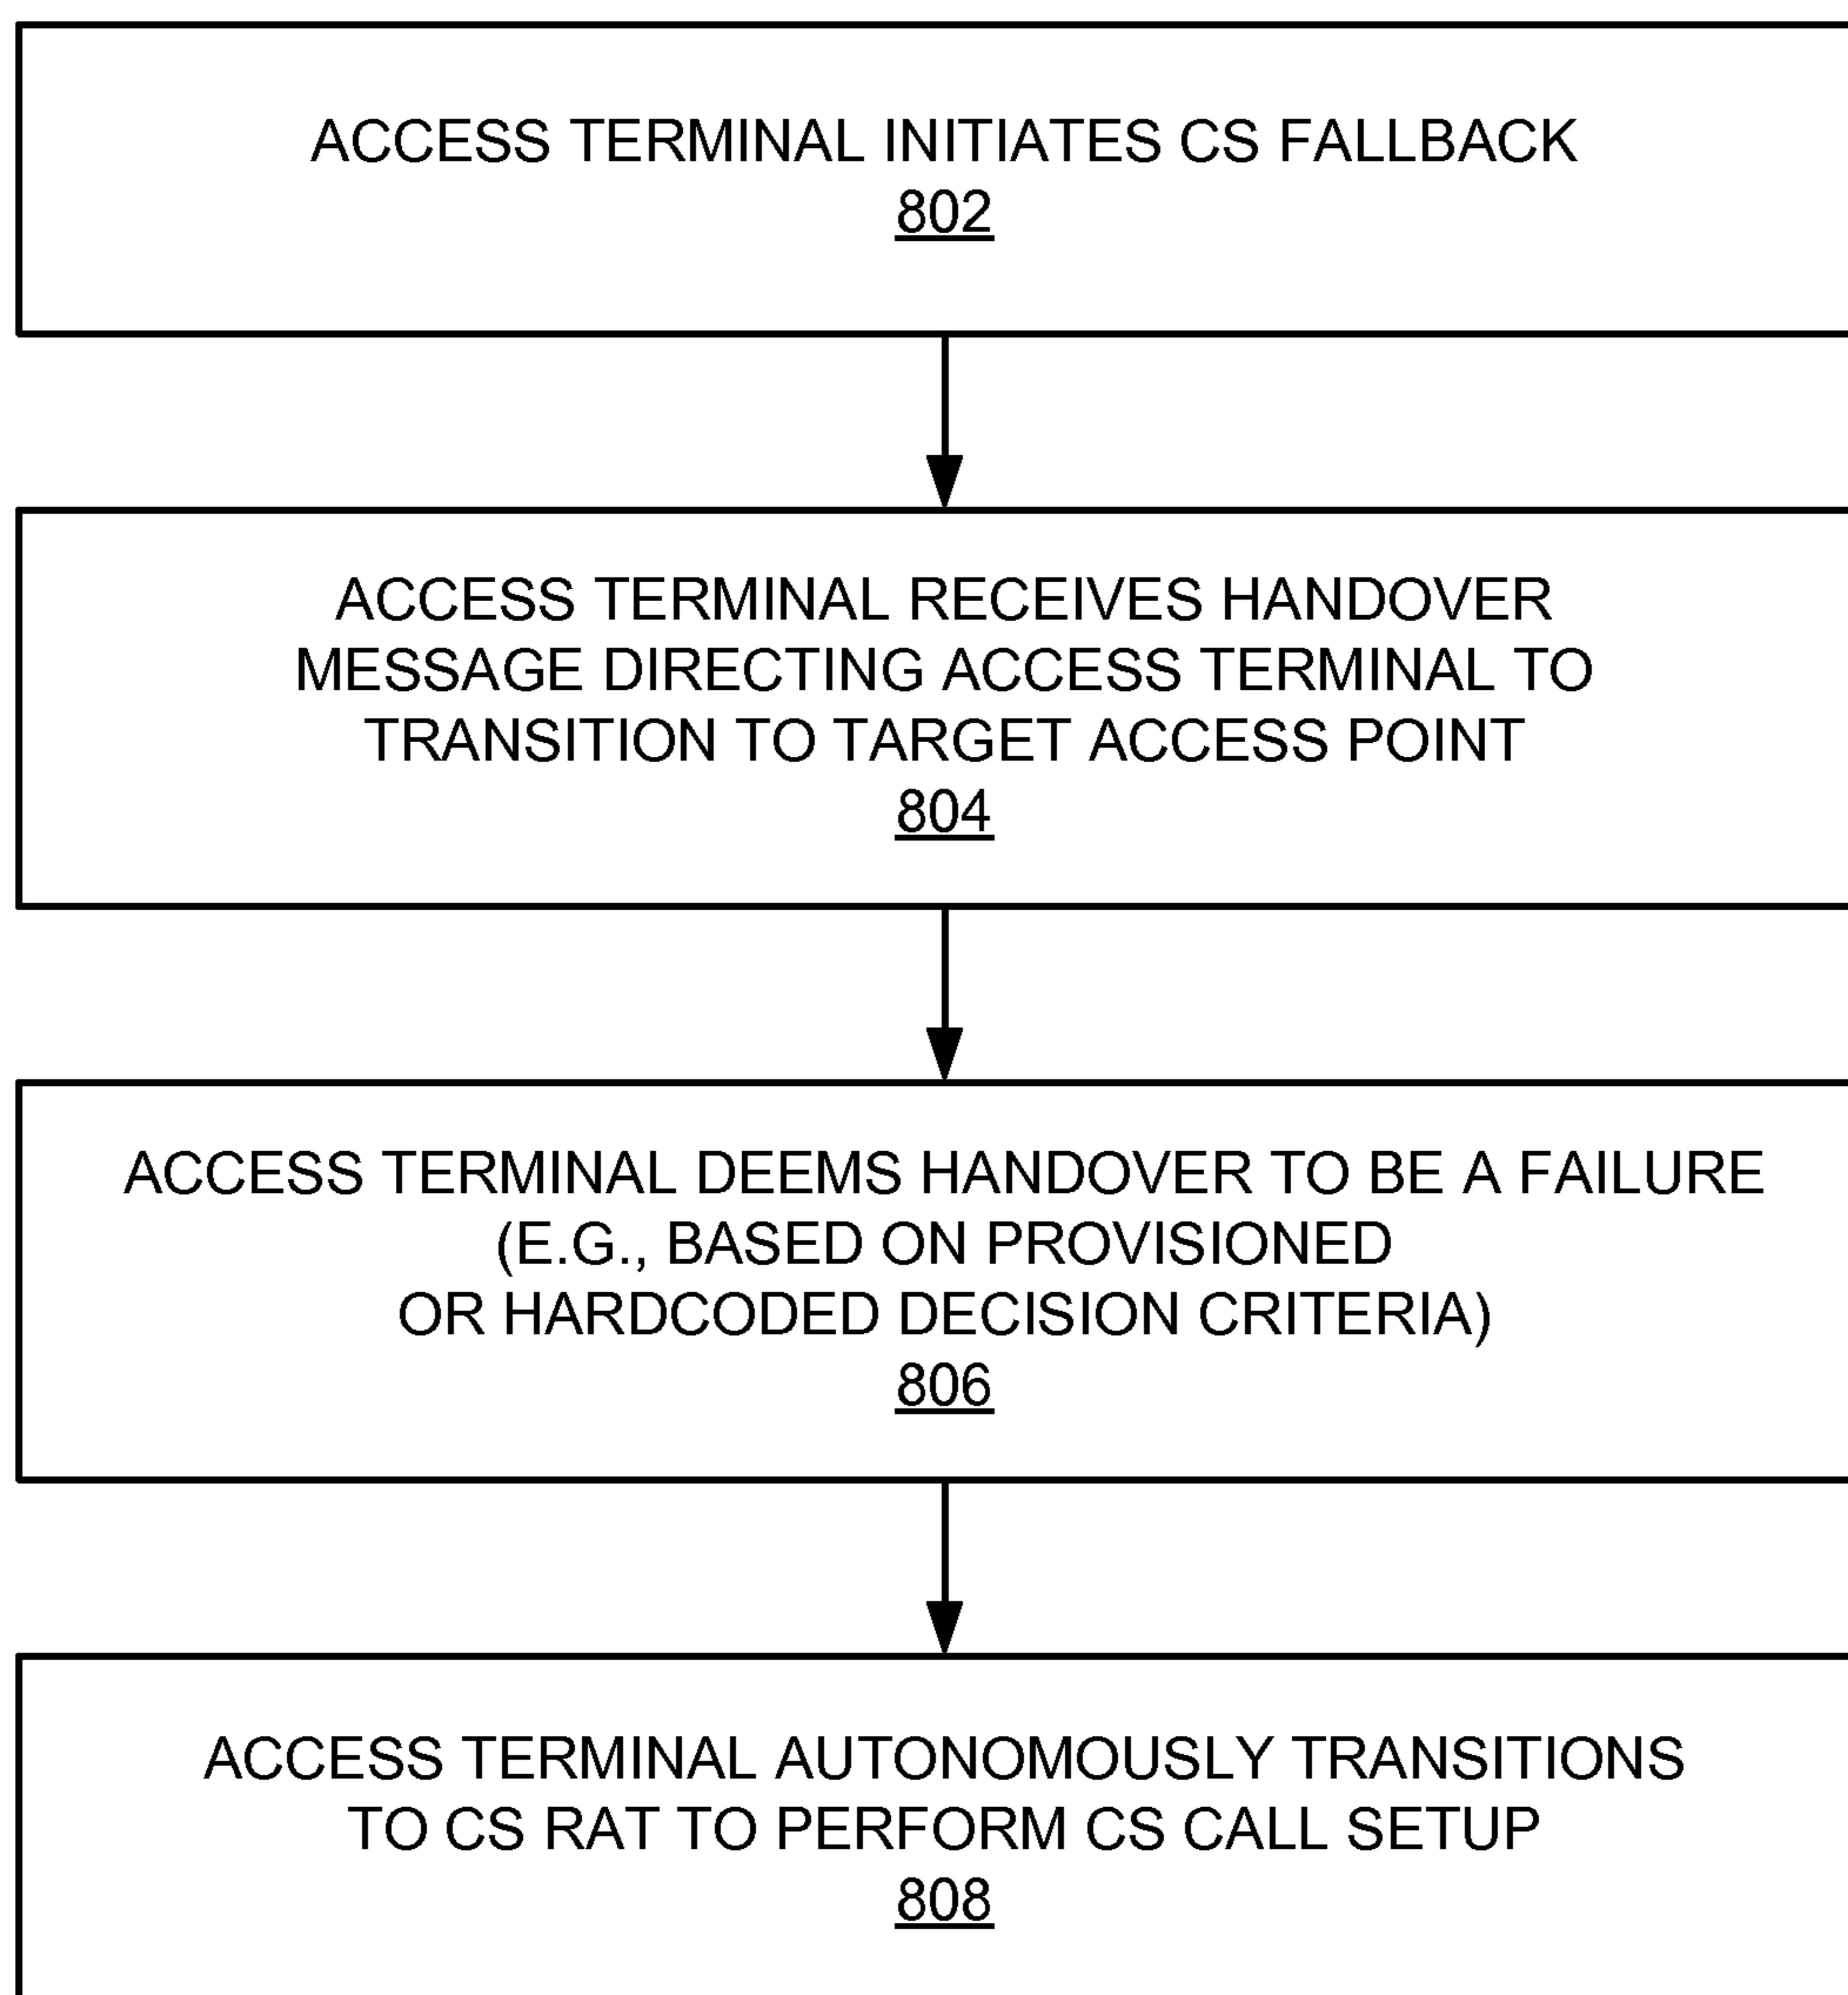 ACCESS TERMINAL INITIATES CS FALLBACK
802
ACCESS TERMINAL RECEIVES HANDOVER
MESSAGE DIRECTING ACCESS TERMINAL TO
TRANSITION TO TARGET ACCESS POINT
804
ACCESS TERMINAL DEEMS HANDOVER TO BE A FAILURE
(E.G., BASED ON PROVISIONED
OR HARDCODED DECISION CRITERIA)
806
ACCESS TERMINAL AUTONOMOUSLY TRANSITIONS
TO CS RAT TO PERFORM CS CALL SETUP
808